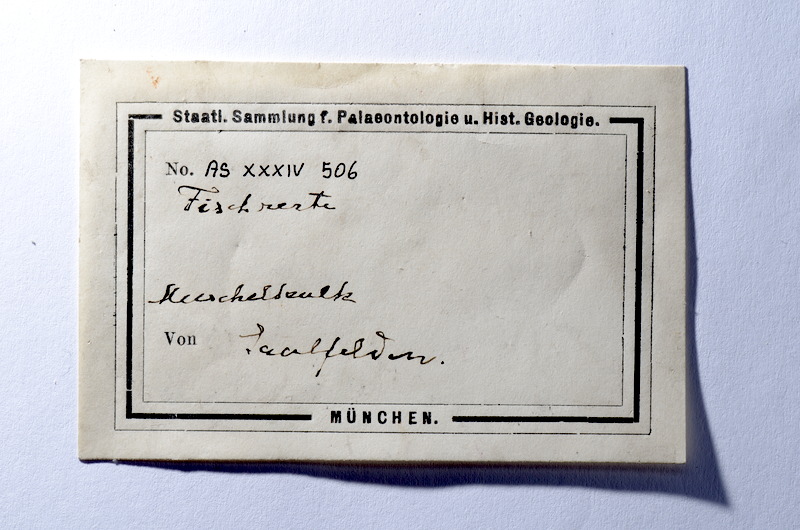 Staatl. Sammlung f. Palaeontologie u. Hist. Geologie.
No. AS XXXIV 506
Fischreste
Muschelkalk
Von Saalfelden.
MÜNCHEN.